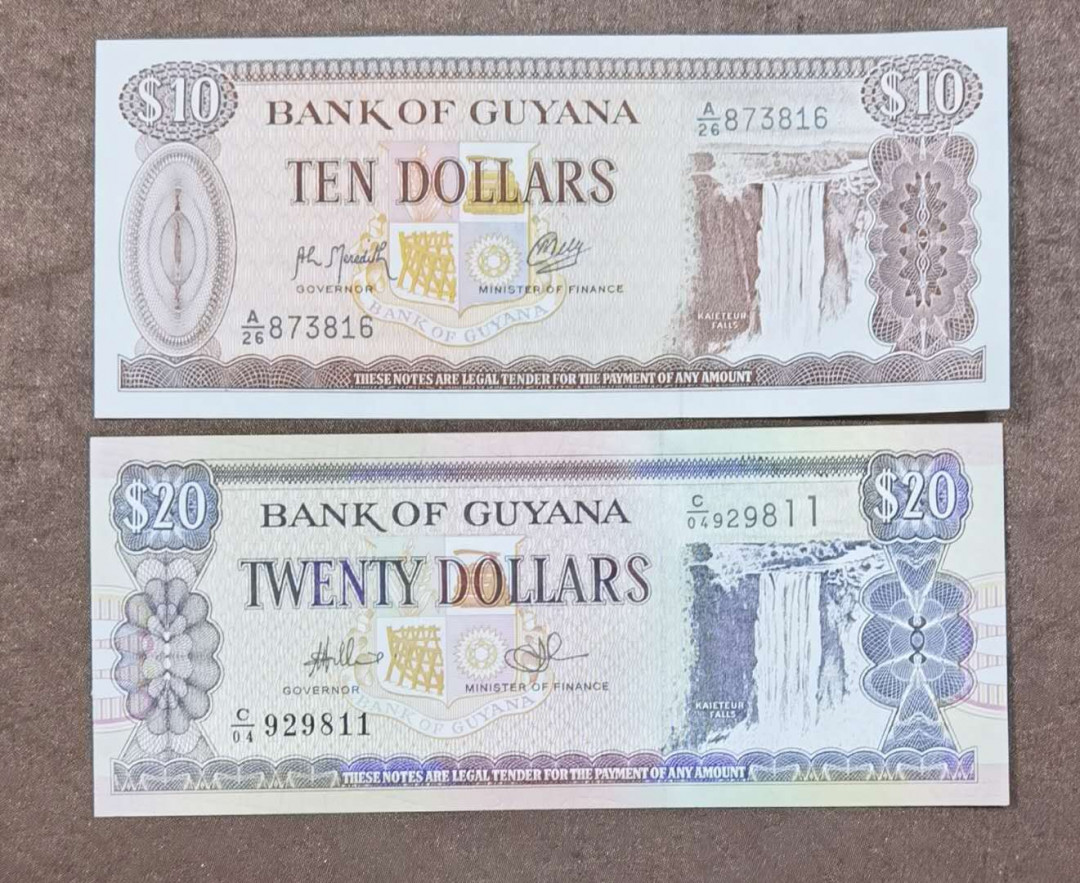 $10
$10
BANK OF GUYANA
A/26 873816
TEN DOLLARS
Ah Meredith
GOVERNOR
MINISTER OF FINANCE
BANK OF GUYANA
KAIETEUR
FALLS
A/26 873816
THESE NOTES ARE LEGAL TENDER FOR THE PAYMENT OF ANY AMOUNT
$20
$20
BANK OF GUYANA
C/04 929811
TWENTY DOLLARS
GOVERNOR
MINISTER OF FINANCE
BANK OF GUYANA
KAIETEUR
FALLS
C/04 929811
THESE NOTES ARE LEGAL TENDER FOR THE PAYMENT OF ANY AMOUNT